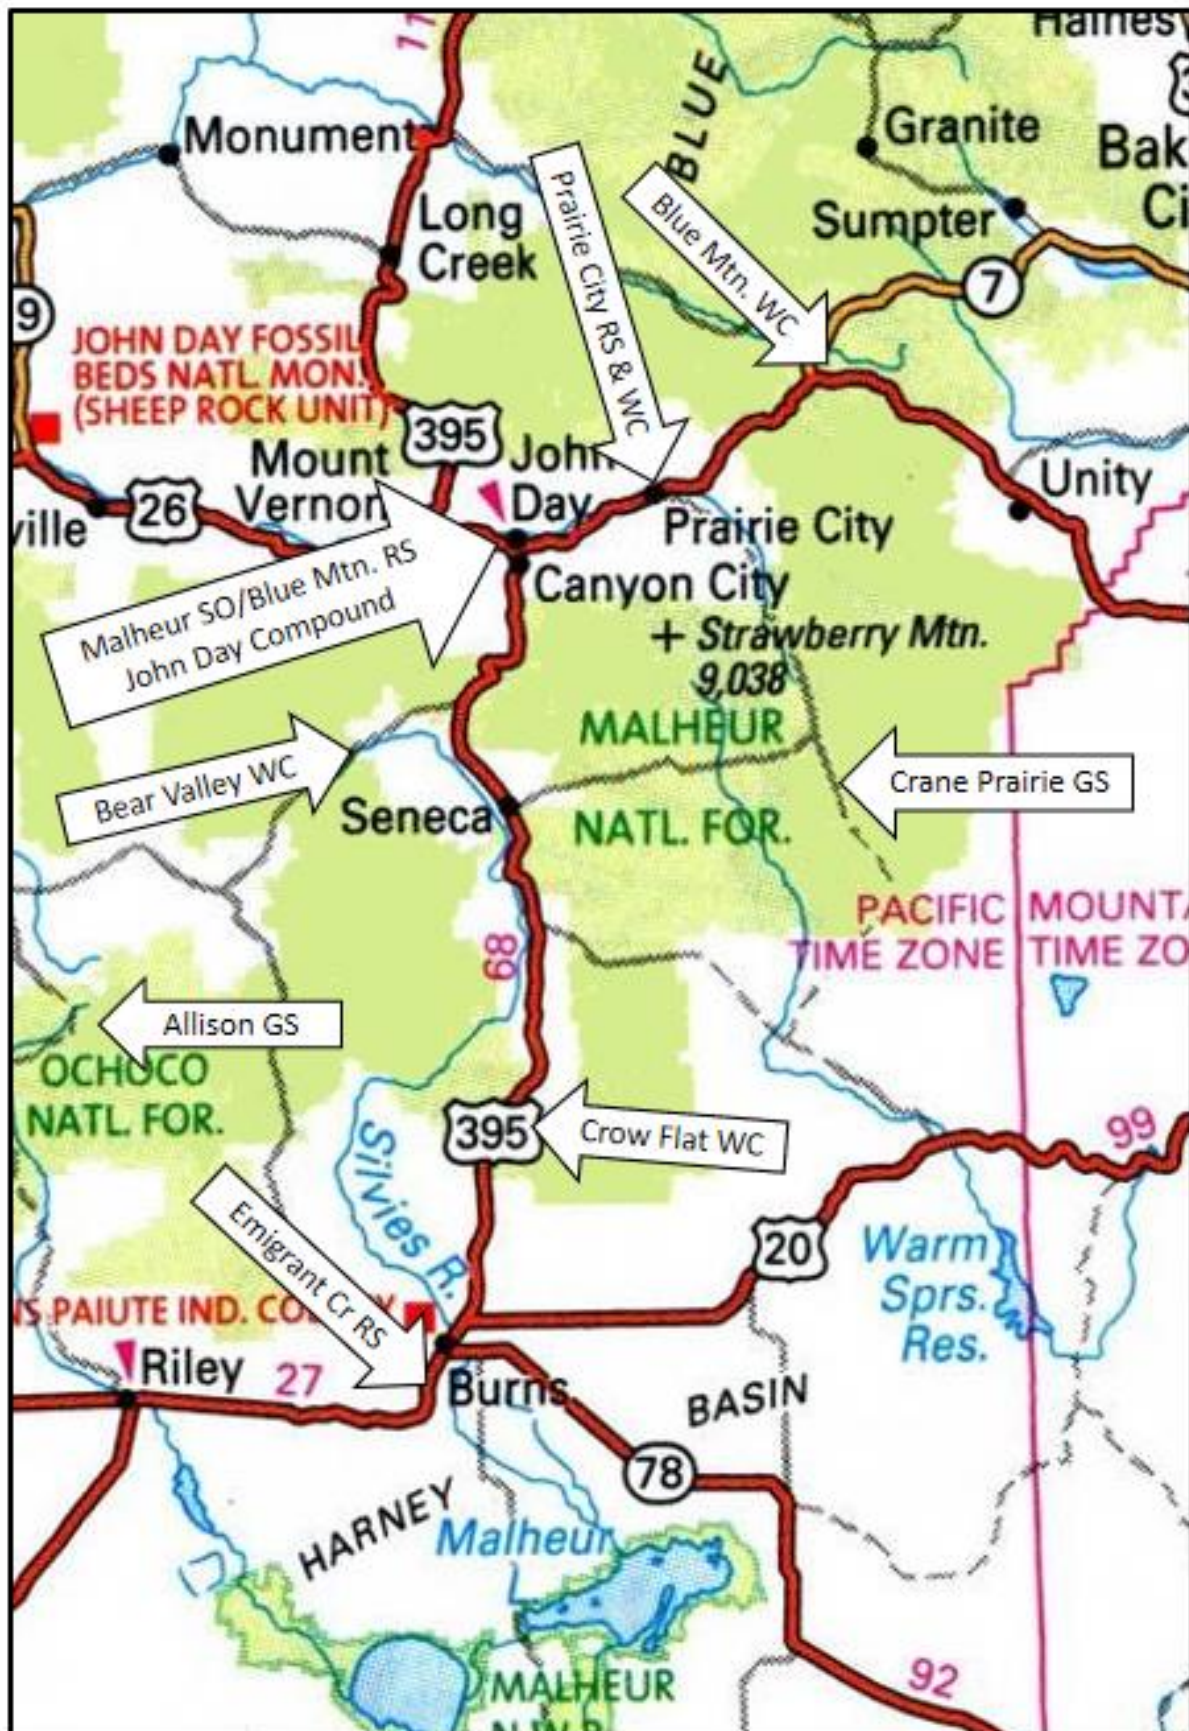 Haines
11
BLUE
Granite
Monument
Bak
Ci
Long
Creek
Sumpter
Prairie City RS & WC
Blue Mtn. WC
7
9
JOHN DAY FOSSIL
BEDS NATL. MON.
(SHEEP ROCK UNIT)
395
Mount
Vernon
John
Day
Unity
26
ville
Prairie City
Canyon City
Malheur SO/Blue Mtn. RS
John Day Compound
+ Strawberry Mtn.
9,038
MALHEUR
NATL. FOR.
Bear Valley WC
Crane Prairie GS
Seneca
PACIFIC
TIME ZONE
MOUNTA
TIME ZO
68
Allison GS
OCHOCO
NATL. FOR.
395
Crow Flat WC
99
Silvies R.
Emigrant Cr RS
20
Warm
Sprs.
Res.
NS PAIUTE IND. CO
Riley
27
Burns
BASIN
78
HARNEY
Malheur
MALHEUR
N.W.R.
92